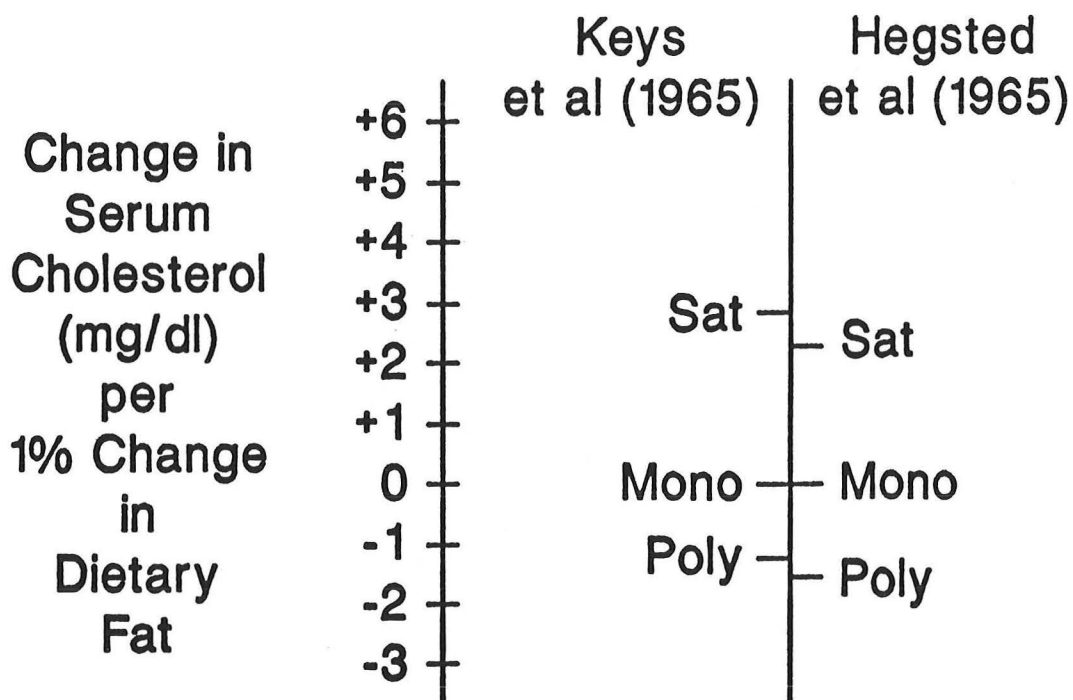 Keys
et al (1965)
Hegsted
et al (1965)
Change in
Serum
Cholesterol
(mg/dl)
per
1% Change
in
Dietary
Fat
+6
+5
+4
+3
+2
+1
0
-1
-2
-3
Sat
Mono
Poly
Sat
Mono
Poly